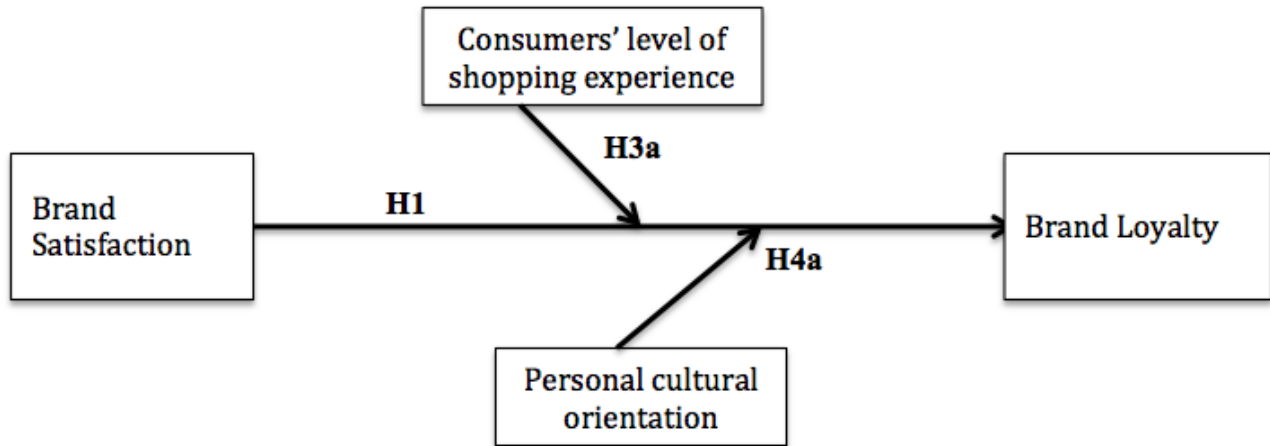 Consumers’ level of
shopping experience
H3a
H1
Brand
Satisfaction
Brand Loyalty
H4a
Personal cultural
orientation